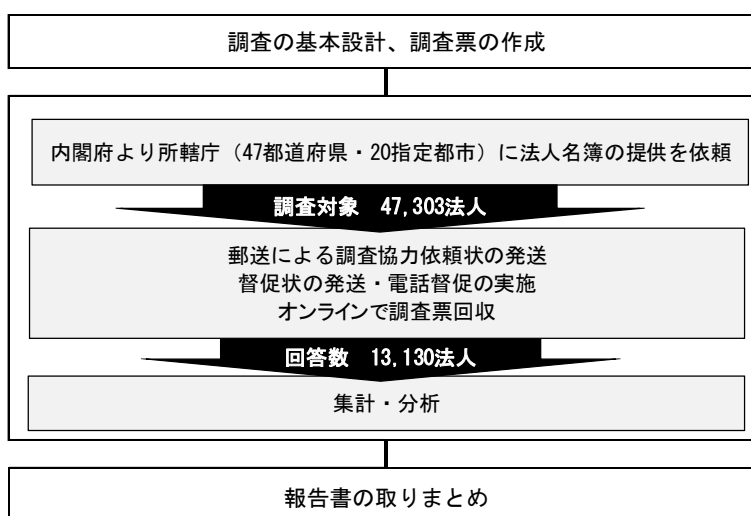 調査の基本設計、調査票の作成
内閣府より所轄庁（47都道府県・20指定都市）に法人名簿の提供を依頼
調査対象　47,303法人
郵送による調査協力依頼状の発送
督促状の発送・電話督促の実施
オンラインで調査票回収
回答数　13,130法人
集計・分析
報告書の取りまとめ